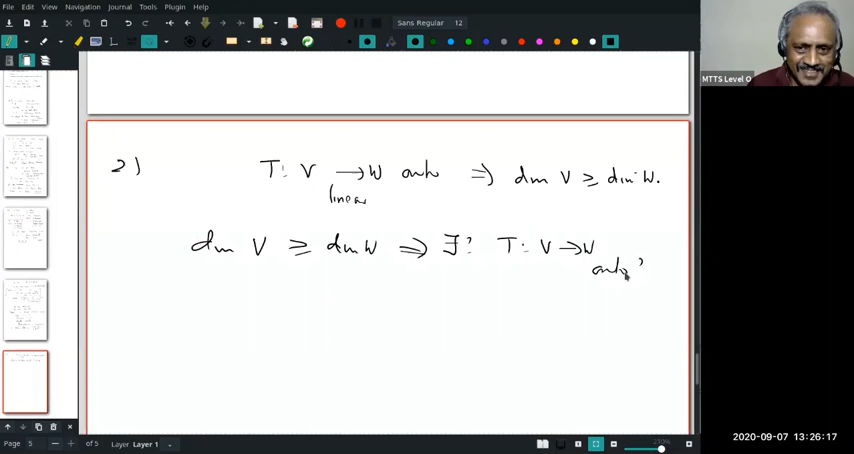 File Edit View Navigation Journal Tools Plugin Help
Sans Regular 12
MTTS Level O
2) T: V → W onto ⇒ dim V ≥ dim W.
linear
dim V ≥ dim W ⇒ ∃? T: V → W
onto?
Page 5 of 5 Layer Layer 1
2020-09-07 13:26:17